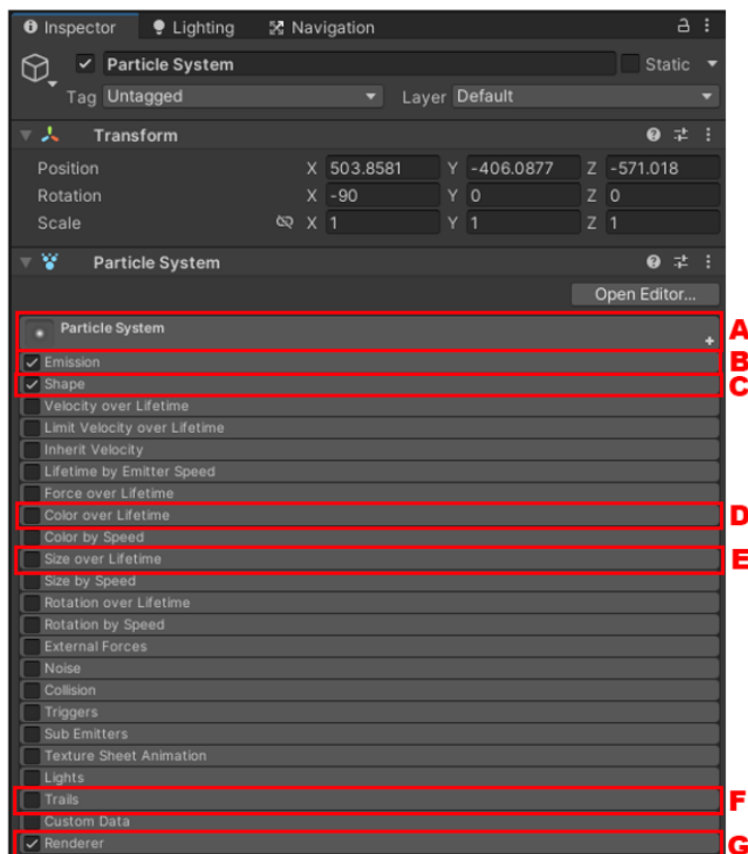 Inspector Lighting Navigation
Particle System Static
Tag Untagged Layer Default
Transform
Position X 503.8581 Y -406.0877 Z -571.018
Rotation X -90 Y 0 Z 0
Scale X 1 Y 1 Z 1
Particle System
Open Editor...
Particle System A
Emission B
Shape C
Velocity over Lifetime
Limit Velocity over Lifetime
Inherit Velocity
Lifetime by Emitter Speed
Force over Lifetime
Color over Lifetime D
Color by Speed
Size over Lifetime E
Size by Speed
Rotation over Lifetime
Rotation by Speed
External Forces
Noise
Collision
Triggers
Sub Emitters
Texture Sheet Animation
Lights
Trails F
Custom Data
Renderer G